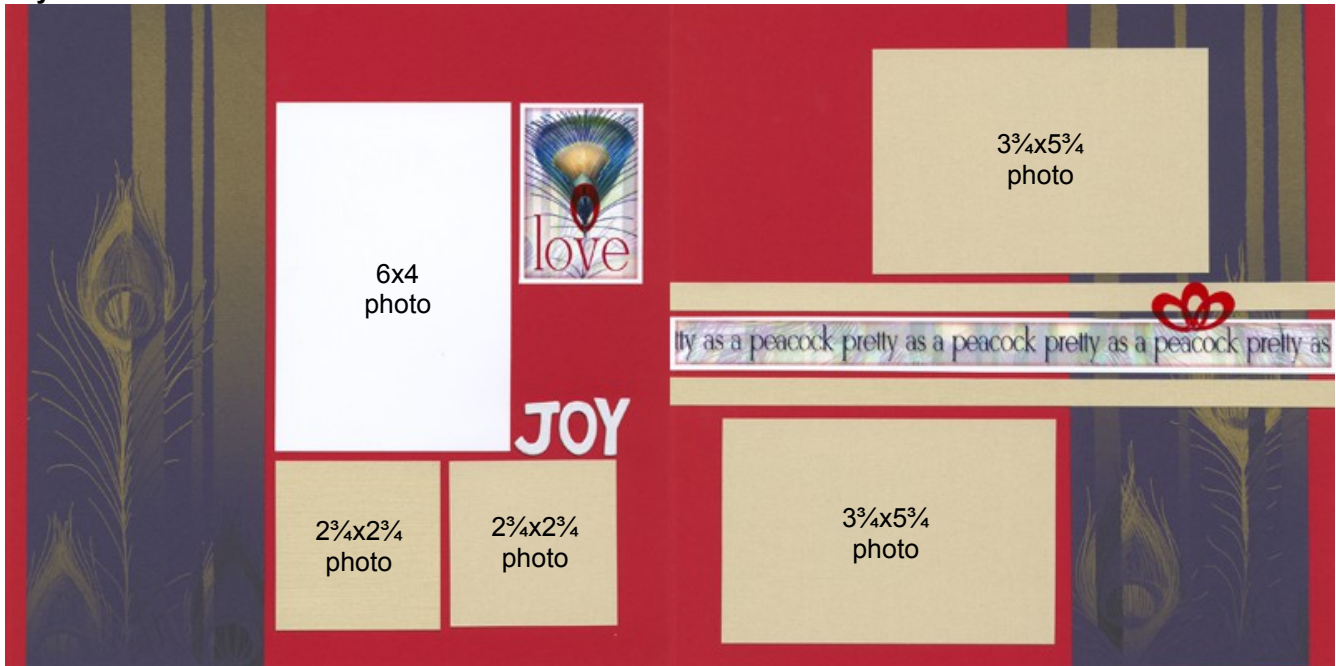 6x4
photo
love
JOY
2¾x2¾
photo
2¾x2¾
photo
3¾x5¾
photo
tty as a peacock pretty as a peacock pretty as a peacock pretty as
3¾x5¾
photo